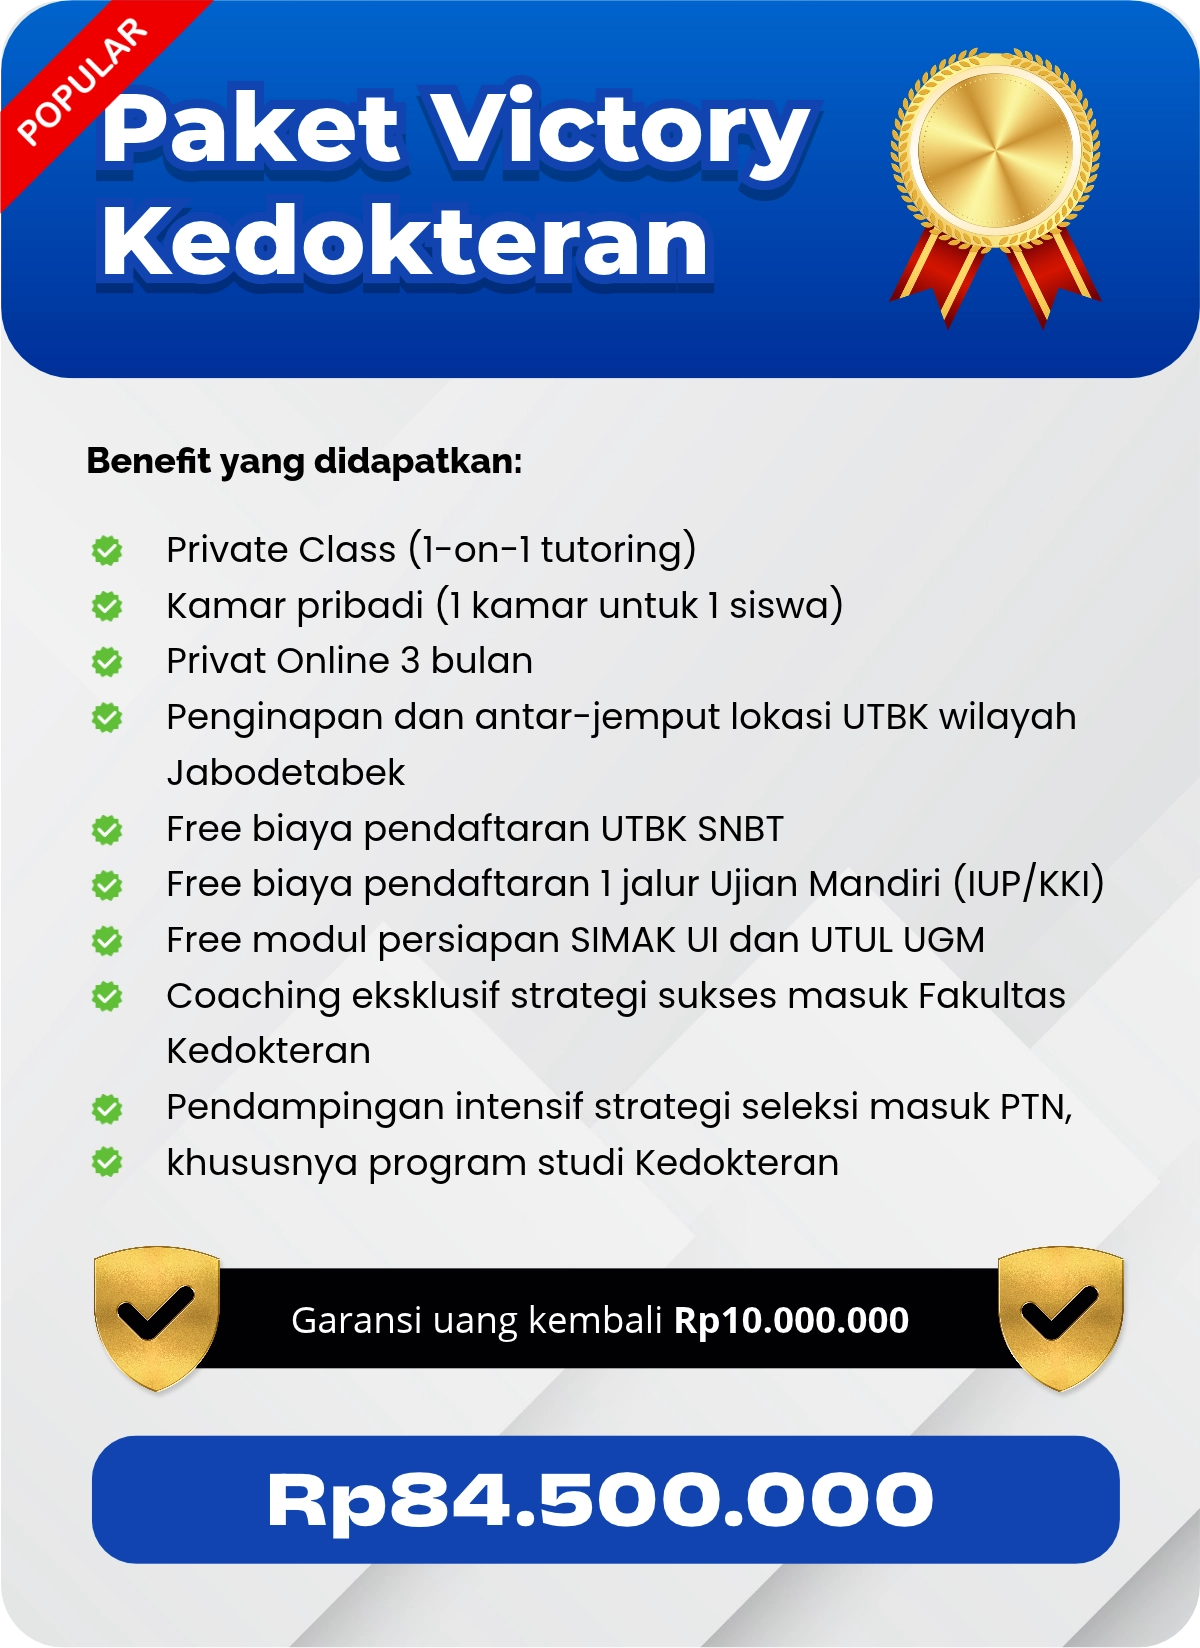 POPULAR
Paket Victory
Kedokteran
Benefit yang didapatkan:
Private Class (1-on-1 tutoring)
Kamar pribadi (1 kamar untuk 1 siswa)
Privat Online 3 bulan
Penginapan dan antar-jemput lokasi UTBK wilayah
Jabodetabek
Free biaya pendaftaran UTBK SNBT
Free biaya pendaftaran 1 jalur Ujian Mandiri (IUP/KKI)
Free modul persiapan SIMAK UI dan UTUL UGM
Coaching eksklusif strategi sukses masuk Fakultas
Kedokteran
Pendampingan intensif strategi seleksi masuk PTN,
khususnya program studi Kedokteran
Garansi uang kembali Rp10.000.000
Rp84.500.000